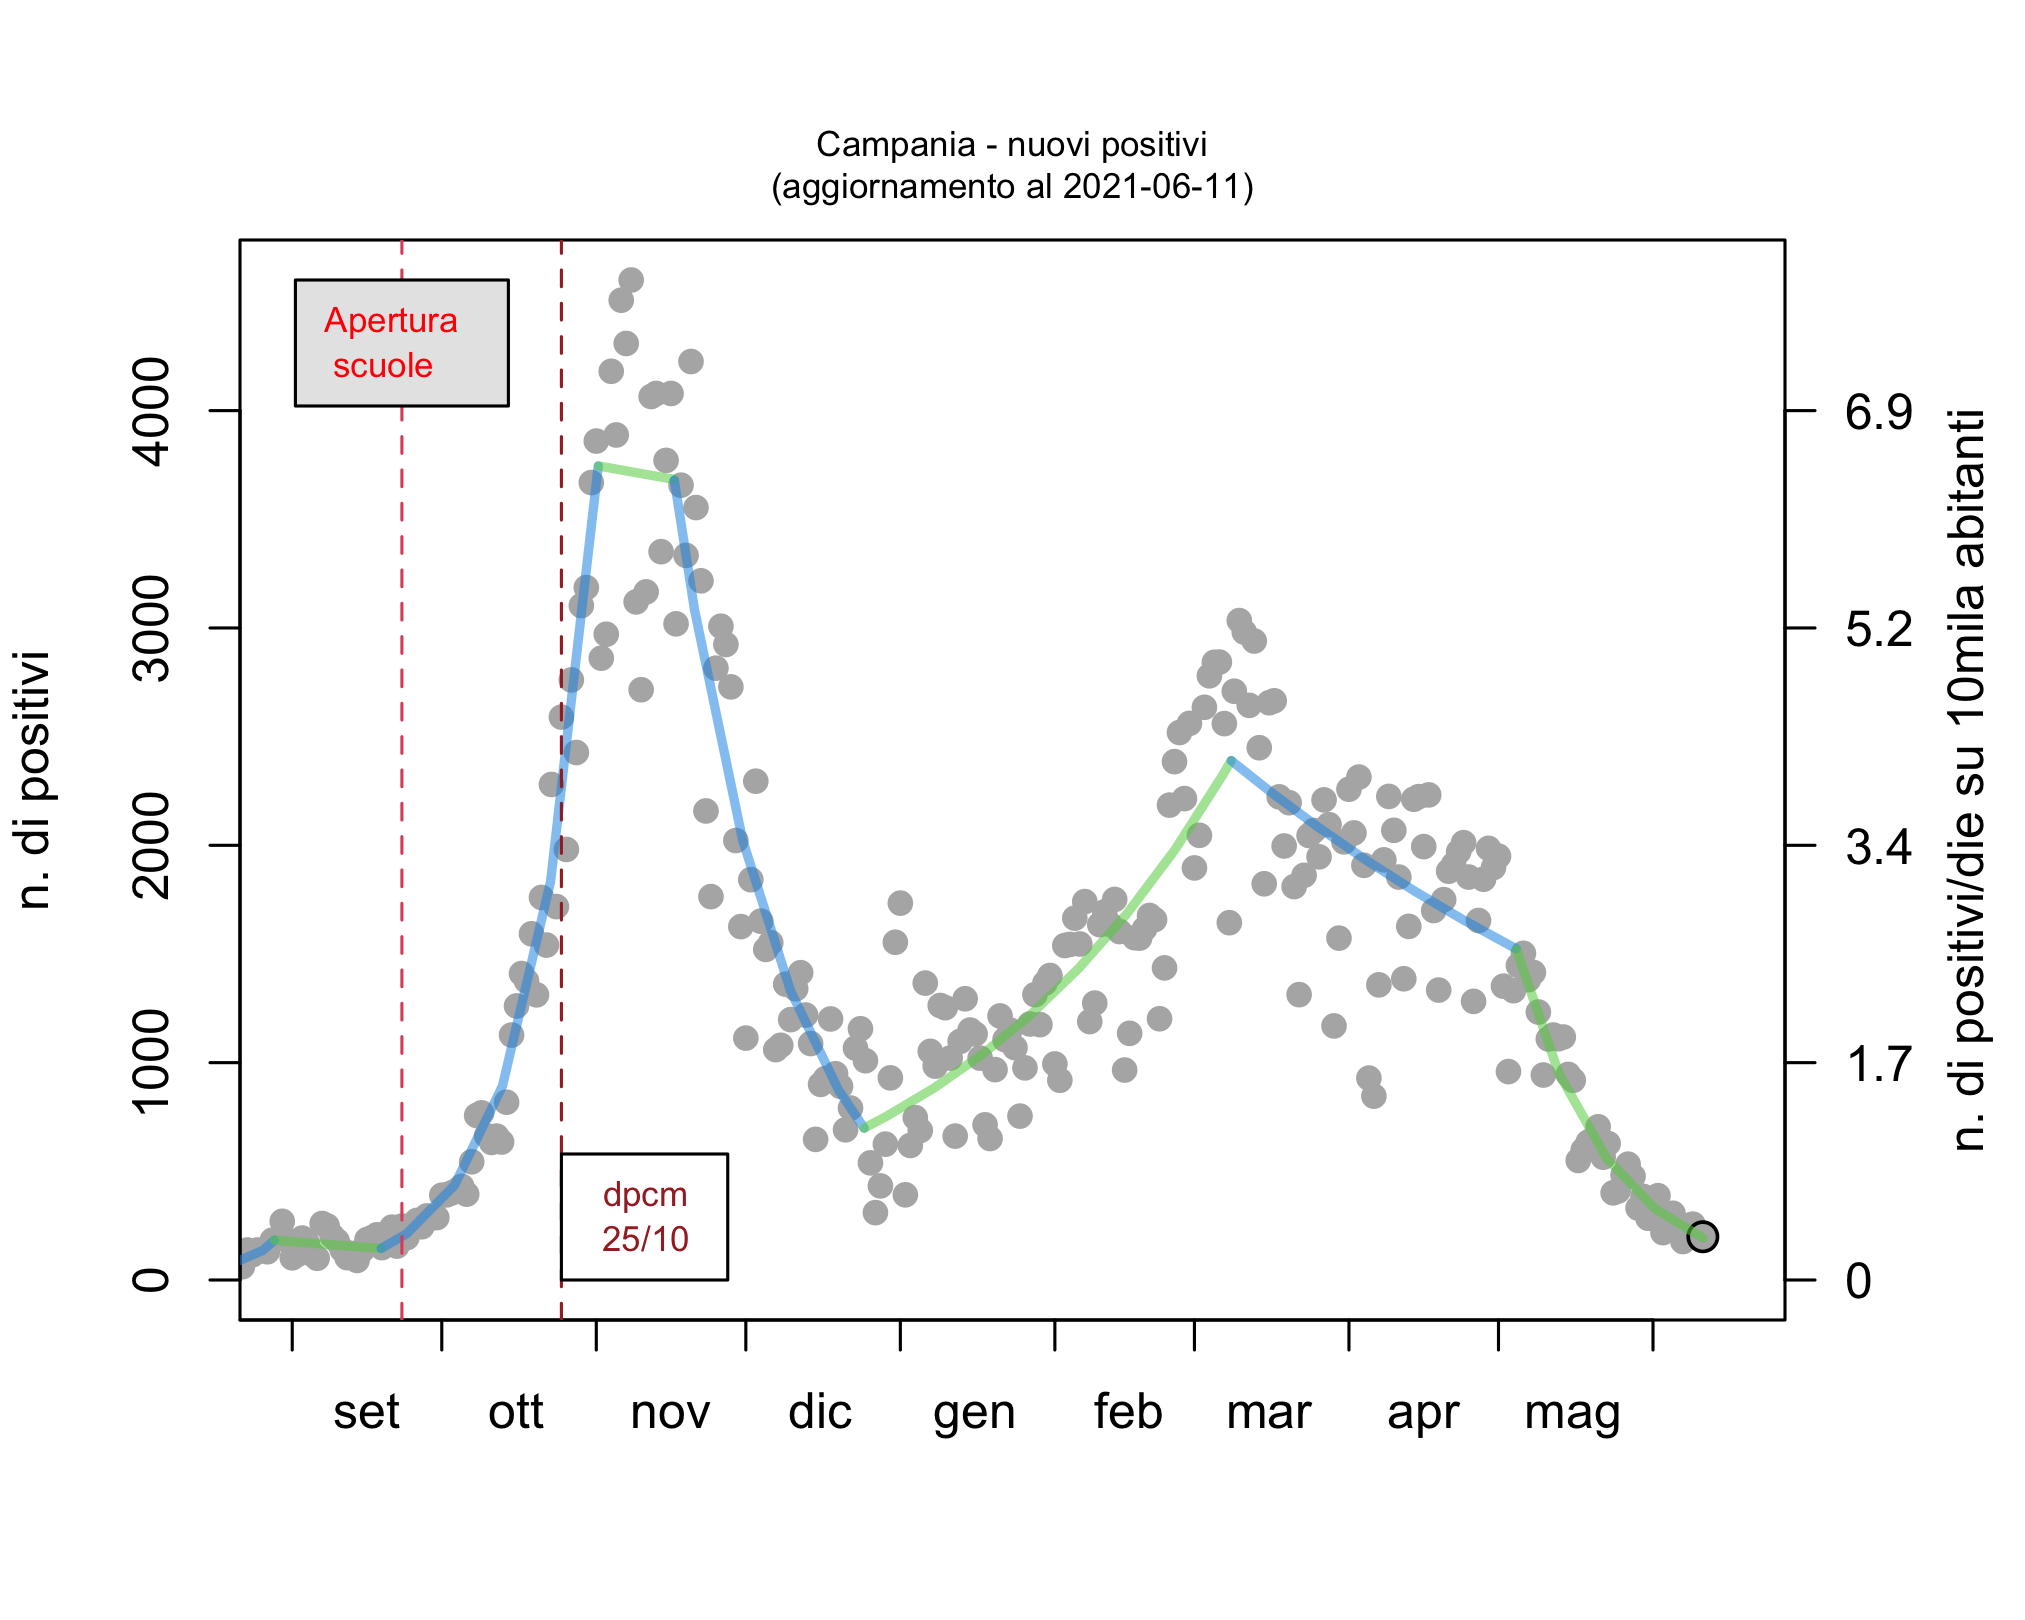 Campania - nuovi positivi
(aggiornamento al 2021-06-11)
Apertura
scuole
dpcm
25/10
n. di positivi
0
1000
2000
3000
4000
0
1.7
3.4
5.2
6.9
n. di positivi/die su 10mila abitanti
set ott nov dic gen feb mar apr mag